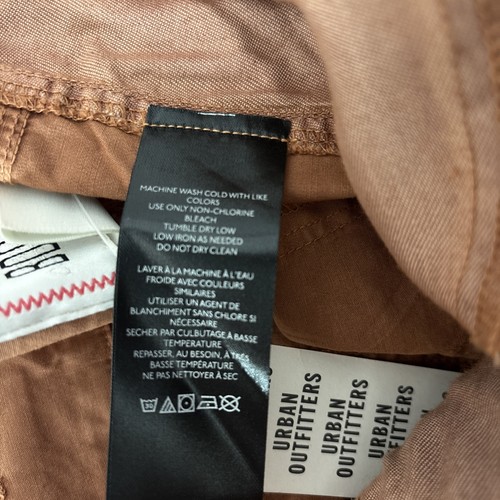 MACHINE WASH COLD WITH LIKE
COLORS
USE ONLY NON-CHLORINE
BLEACH
TUMBLE DRY LOW
LOW IRON AS NEEDED
DO NOT DRY CLEAN
LAVER À LA MACHINE À L'EAU
FROIDE AVEC COULEURS
SIMILAIRES
UTILISER UN AGENT DE
BLANCHIMENT SANS CHLORE SI
NÉCESSAIRE
SECHER PAR CULBUTAGE À BASSE
TEMPERATURE
REPASSER, AU BESOIN, À TRÈS
BASSE TEMPÉRATURE
NE PAS NETTOYER À SEC
30
URBAN
OUTFITTERS
URBAN
OUTFITTERS
URBAN
OUTFITTERS